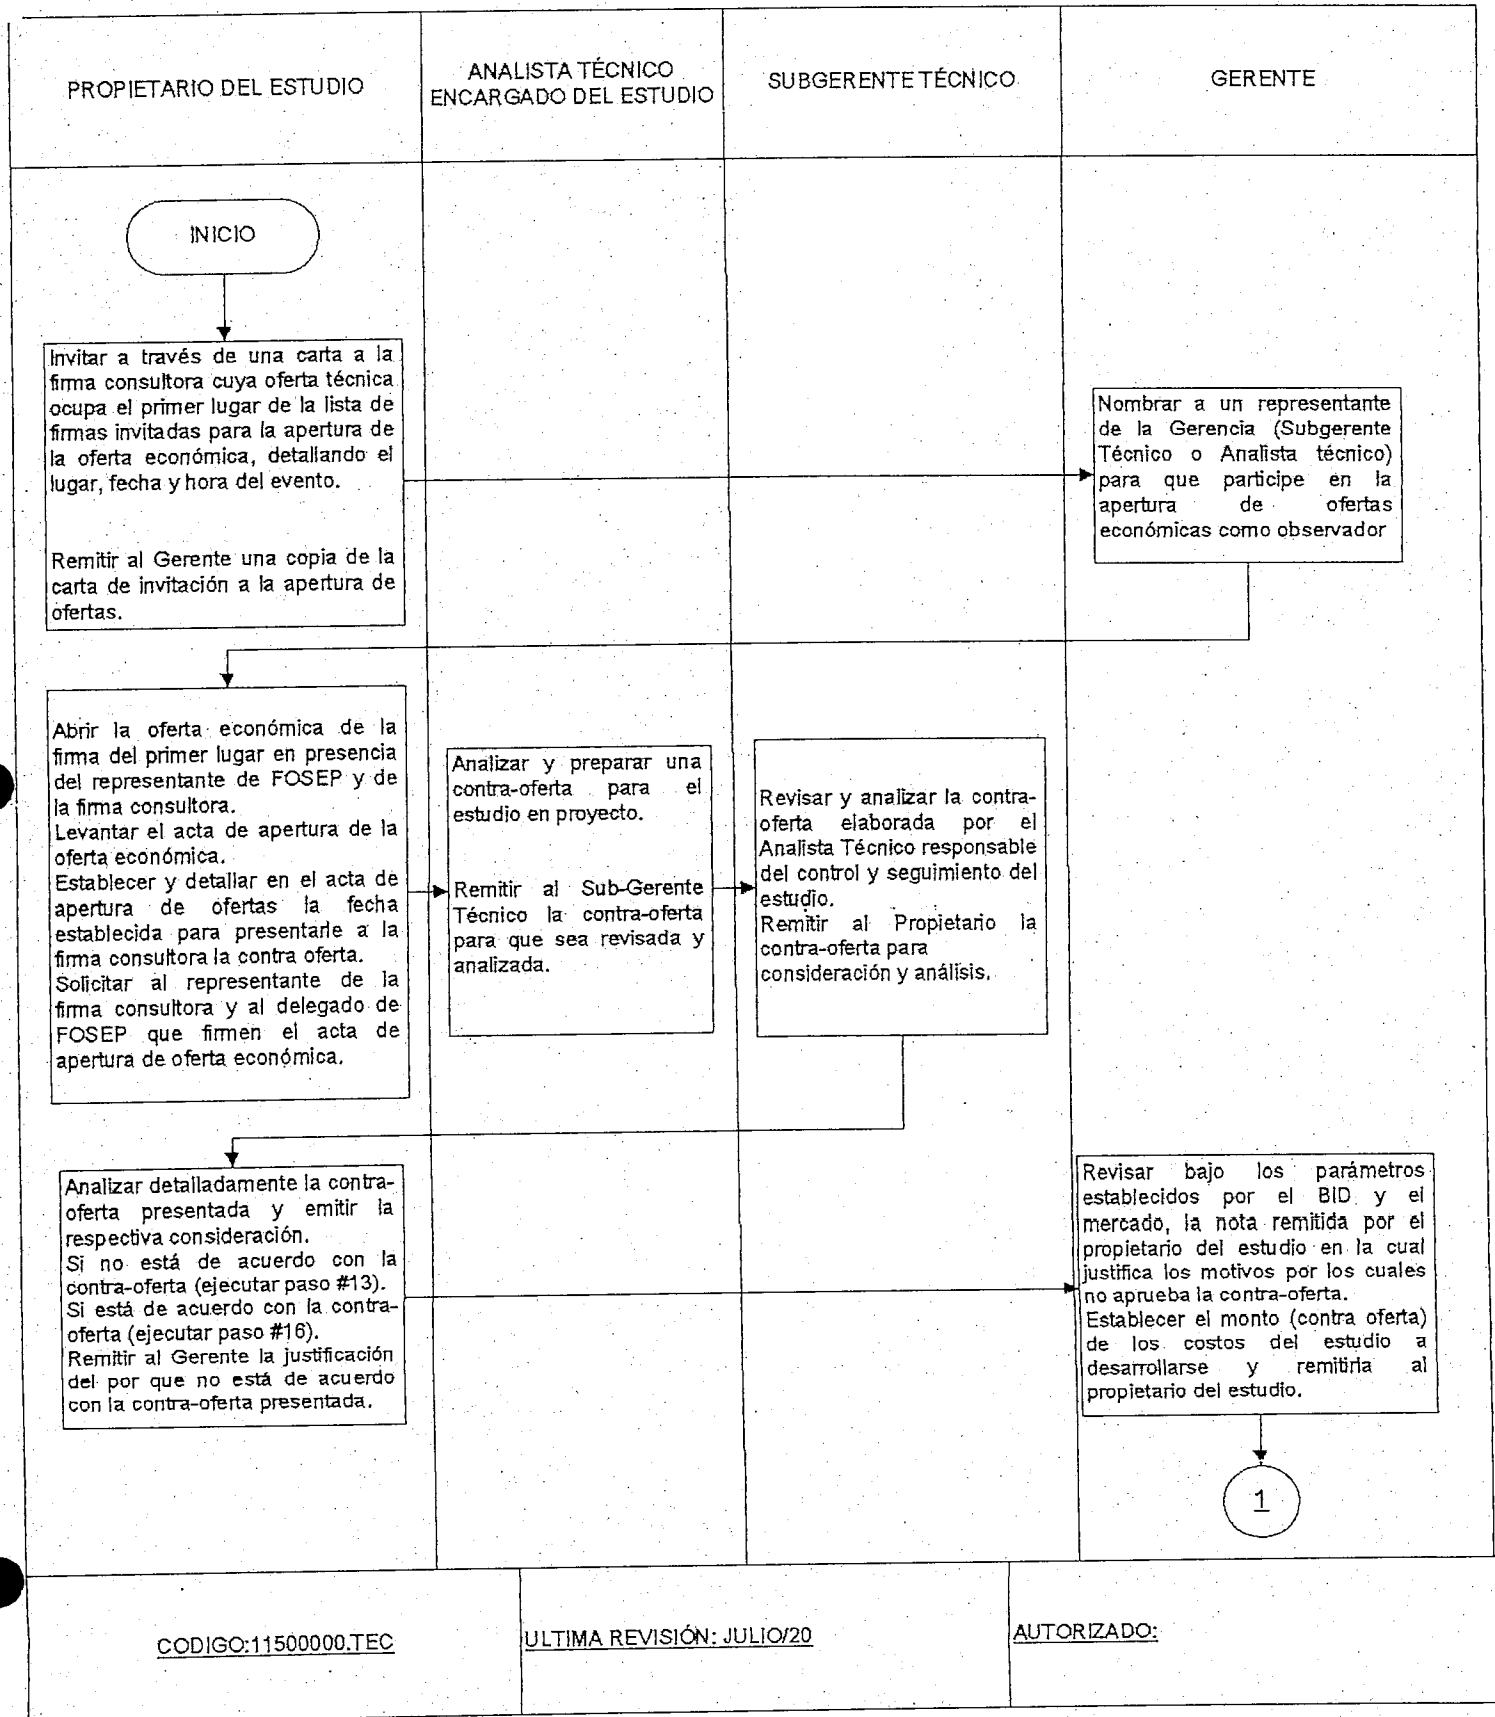 PROPIETARIO DEL ESTUDIO
ANALISTA TÉCNICO
ENCARGADO DEL ESTUDIO
SUBGERENTE TÉCNICO
GERENTE
INICIO
Invitar a través de una carta a la
firma consultora cuya oferta técnica
ocupa el primer lugar de la lista de
firmas invitadas para la apertura de
la oferta económica, detallando el
lugar, fecha y hora del evento.
Remitir al Gerente una copia de la
carta de invitación a la apertura de
ofertas.
Nombrar a un representante
de la Gerencia (Subgerente
Técnico o Analista técnico)
para que participe en la
apertura de ofertas
económicas como observador
Abrir la oferta económica de la
firma del primer lugar en presencia
del representante de FOSEP y de
la firma consultora.
Levantar el acta de apertura de la
oferta económica.
Establecer y detallar en el acta de
apertura de ofertas la fecha
establecida para presentarle a la
firma consultora la contra oferta.
Solicitar al representante de la
firma consultora y al delegado de
FOSEP que firmen el acta de
apertura de oferta económica.
Analizar y preparar una
contra-oferta para el
estudio en proyecto.
Remitir al Sub-Gerente
Técnico la contra-oferta
para que sea revisada y
analizada.
Revisar y analizar la contra-
oferta elaborada por el
Analista Técnico responsable
del control y seguimiento del
estudio.
Remitir al Propietario la
contra-oferta para
consideración y análisis.
Analizar detalladamente la contra-
oferta presentada y emitir la
respectiva consideración.
Si no está de acuerdo con la
contra-oferta (ejecutar paso #13).
Si está de acuerdo con la contra-
oferta (ejecutar paso #16).
Remitir al Gerente la justificación
del por que no está de acuerdo
con la contra-oferta presentada.
Revisar bajo los parámetros
establecidos por el BID y el
mercado, la nota remitida por el
propietario del estudio en la cual
justifica los motivos por los cuales
no aprueba la contra-oferta.
Establecer el monto (contra oferta)
de los costos del estudio a
desarrollarse y remitirla al
propietario del estudio.
1
CODIGO:11500000.TEC
ULTIMA REVISIÓN: JULIO/20
AUTORIZADO: